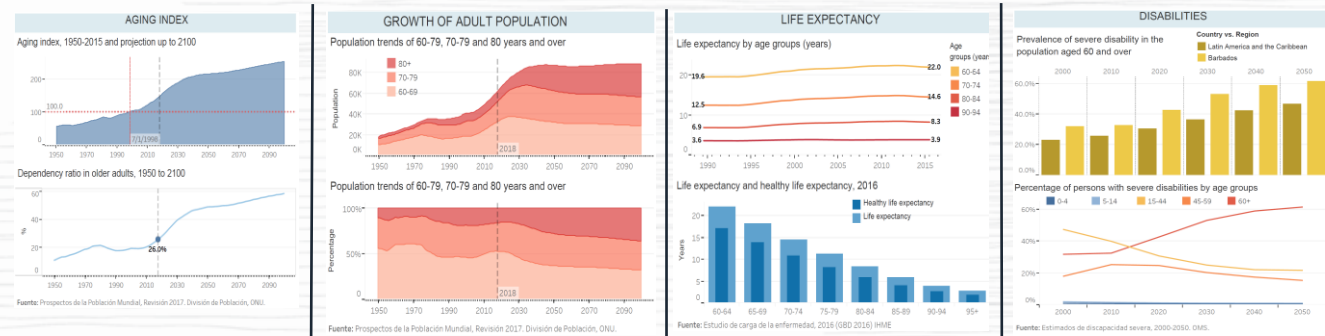 AGING INDEX
Aging index, 1950-2015 and projection up to 2100
200-
190.0
100
0
7/1/1998
1950 1970 1990 2010 2030 2050 2070 2090
Dependency ratio in older adults, 1950 to 2100
60
40
%
20
0
26.0%
1950 1970 1990 2010 2030 2050 2070 2090
Fuente: Prospectos de la Población Mundial, Revisión 2017. División de Población, ONU.
GROWTH OF ADULT POPULATION
Population trends of 60-79, 70-79 and 80 years and over
80+
70-79
60-69
80K
60K
40K
20K
0K
Population
2018
1950 1970 1990 2010 2030 2050 2070 2090
Population trends of 60-79, 70-79 and 80 years and over
100%
50%
0
Percentage
2018
1950 1970 1990 2010 2030 2050 2070 2090
Fuente: Prospectos de la Población Mundial, Revisión 2017. División de Población, ONU.
LIFE EXPECTANCY
Life expectancy by age groups (years)
Age
groups (year
60-64
70-74
80-84
90-94
20
10
0
19.6 22.0
12.5 14.6
6.9 8.3
3.6 3.9
1990 1995 2000 2005 2010 2015
Life expectancy and healthy life expectancy, 2016
Healthy life expectancy
Life expectancy
20
15
10
5
0
Years
60-64 65-69 70-74 75-79 80-84 85-89 90-94 95+
Fuente: Estudio de carga de la enfermedad, 2016 (GBD 2016) IHME
DISABILITIES
Prevalence of severe disability in the
population aged 60 and over
Country vs. Region
Latin America and the Caribbean
Barbados
2000 2010 2020 2030 2040 2050
60.0%
40.0%
20.0%
0.0%
Percentage of persons with severe disabilities by age groups
0-4 5-14 15-44 45-59 60+
60%
40%
20%
0%
2000 2010 2020 2030 2040 2050
Fuente: Estimados de discapacidad severa, 2000-2050. OMS.